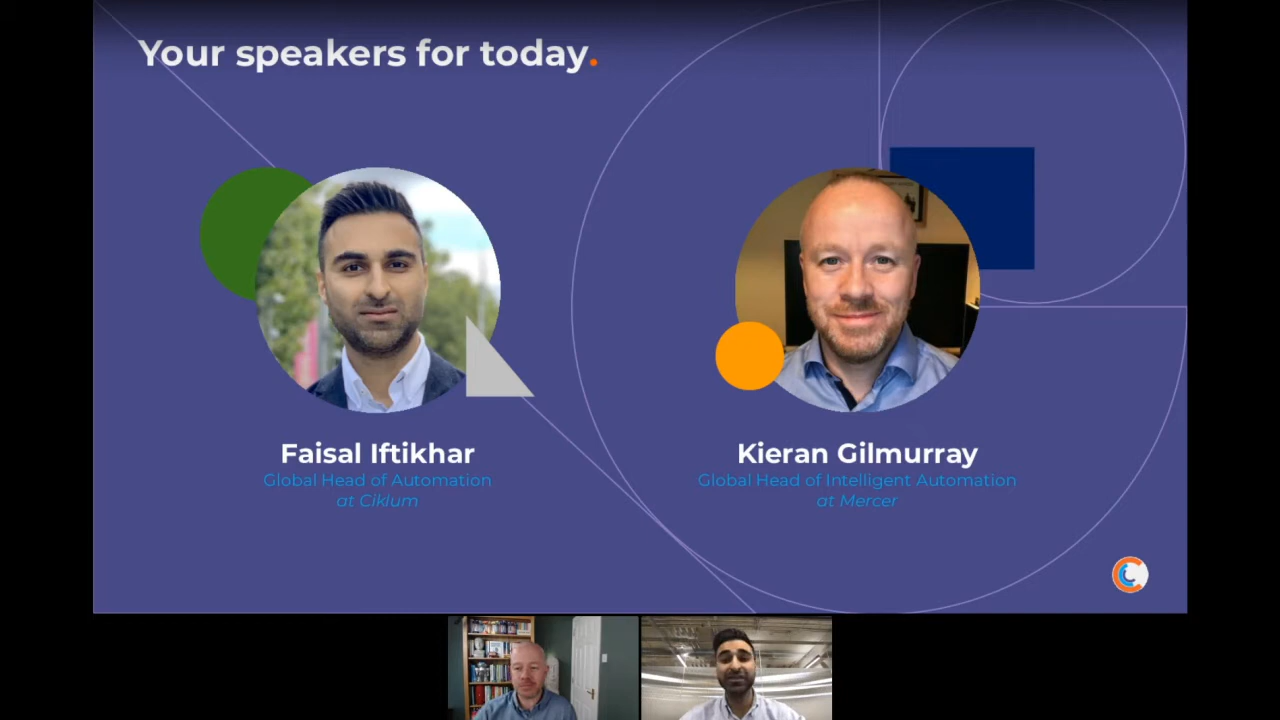 Your speakers for today.
Faisal Iftikhar
Global Head of Automation
at Ciklum
Kieran Gilmurray
Global Head of Intelligent Automation
at Mercer